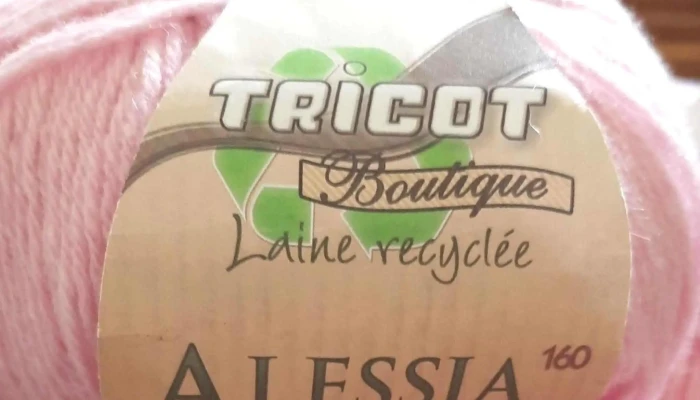 TRICOT
Boutique
Laine recyclée
ALESSIA 160